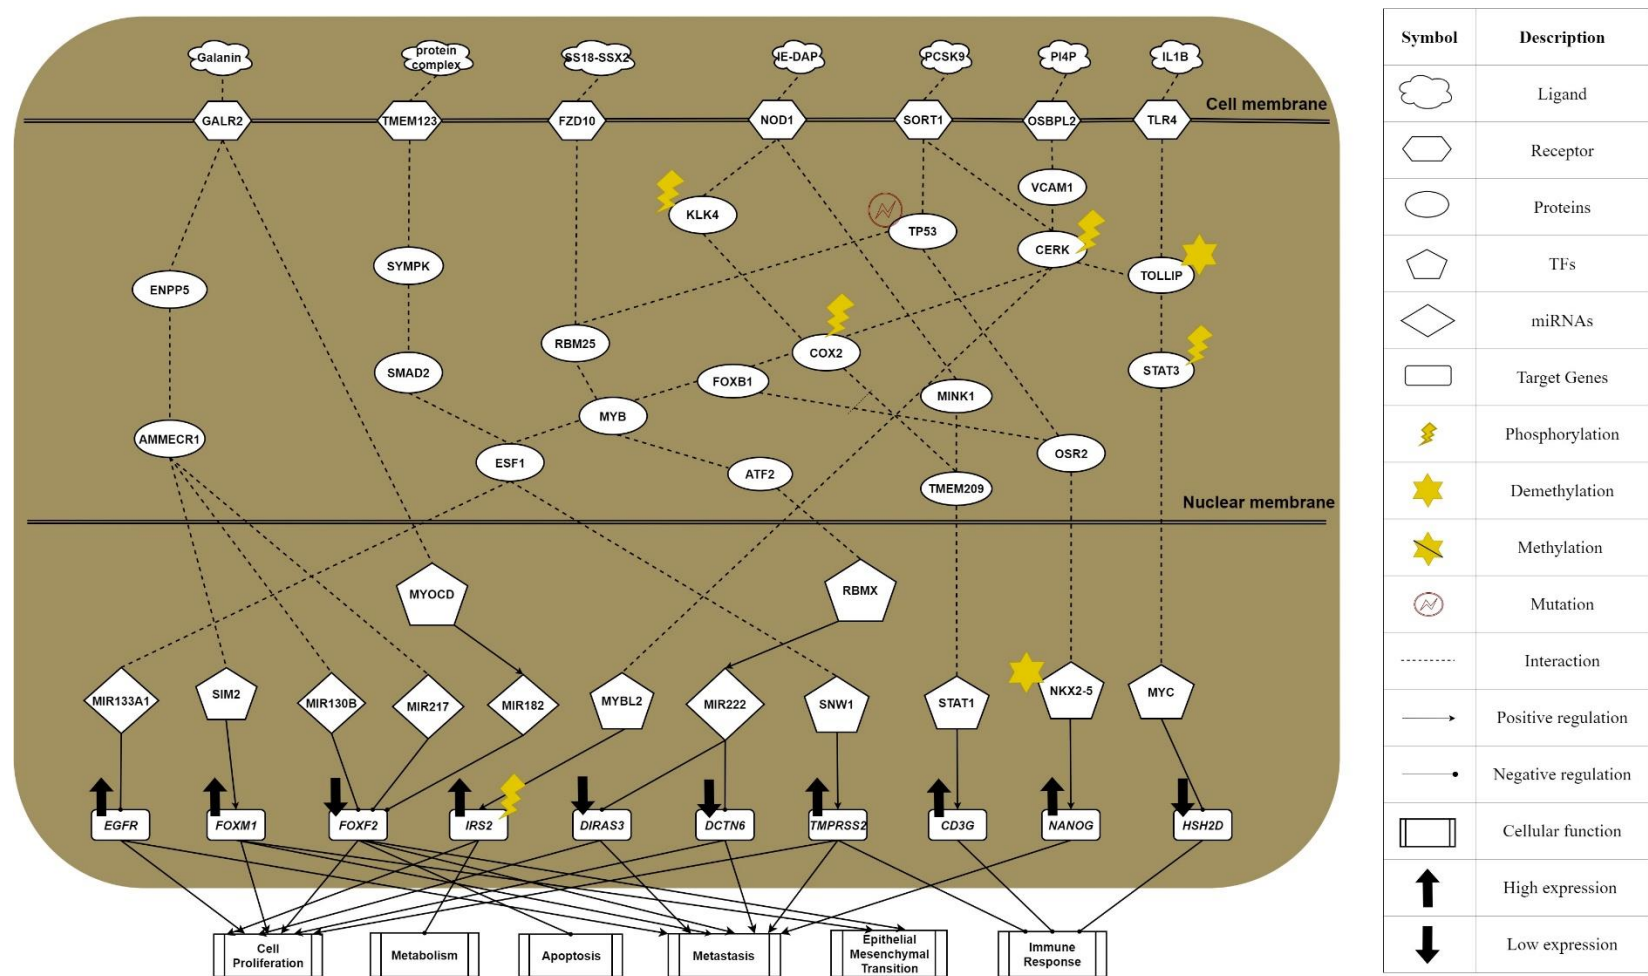 Galanin
protein
complex
SS18-SSX2
IE-DAP
PCSK9
PI4P
IL1B
Cell membrane
GALR2
TMEM123
FZD10
NOD1
SORT1
OSBPL2
TLR4
VCAM1
KLK4
TP53
CERK
SYMPK
TOLLIP
ENPP5
RBM25
COX2
SMAD2
STAT3
FOXB1
MINK1
MYB
AMMECR1
OSR2
ESF1
ATF2
TMEM209
Nuclear membrane
MYOCD
RBMX
MIR133A1
SIM2
MIR130B
MIR217
MIR182
MYBL2
MIR222
SNW1
STAT1
NKX2-5
MYC
EGFR
FOXM1
FOXF2
IRS2
DIRAS3
DCTN6
TMPRSS2
CD3G
NANOG
HSH2D
Cell
Proliferation
Metabolism
Apoptosis
Metastasis
Epithelial
Mesenchymal
Transition
Immune
Response
Symbol Description
Ligand
Receptor
Proteins
TFs
miRNAs
Target Genes
Phosphorylation
Demethylation
Methylation
Mutation
Interaction
Positive regulation
Negative regulation
Cellular function
High expression
Low expression